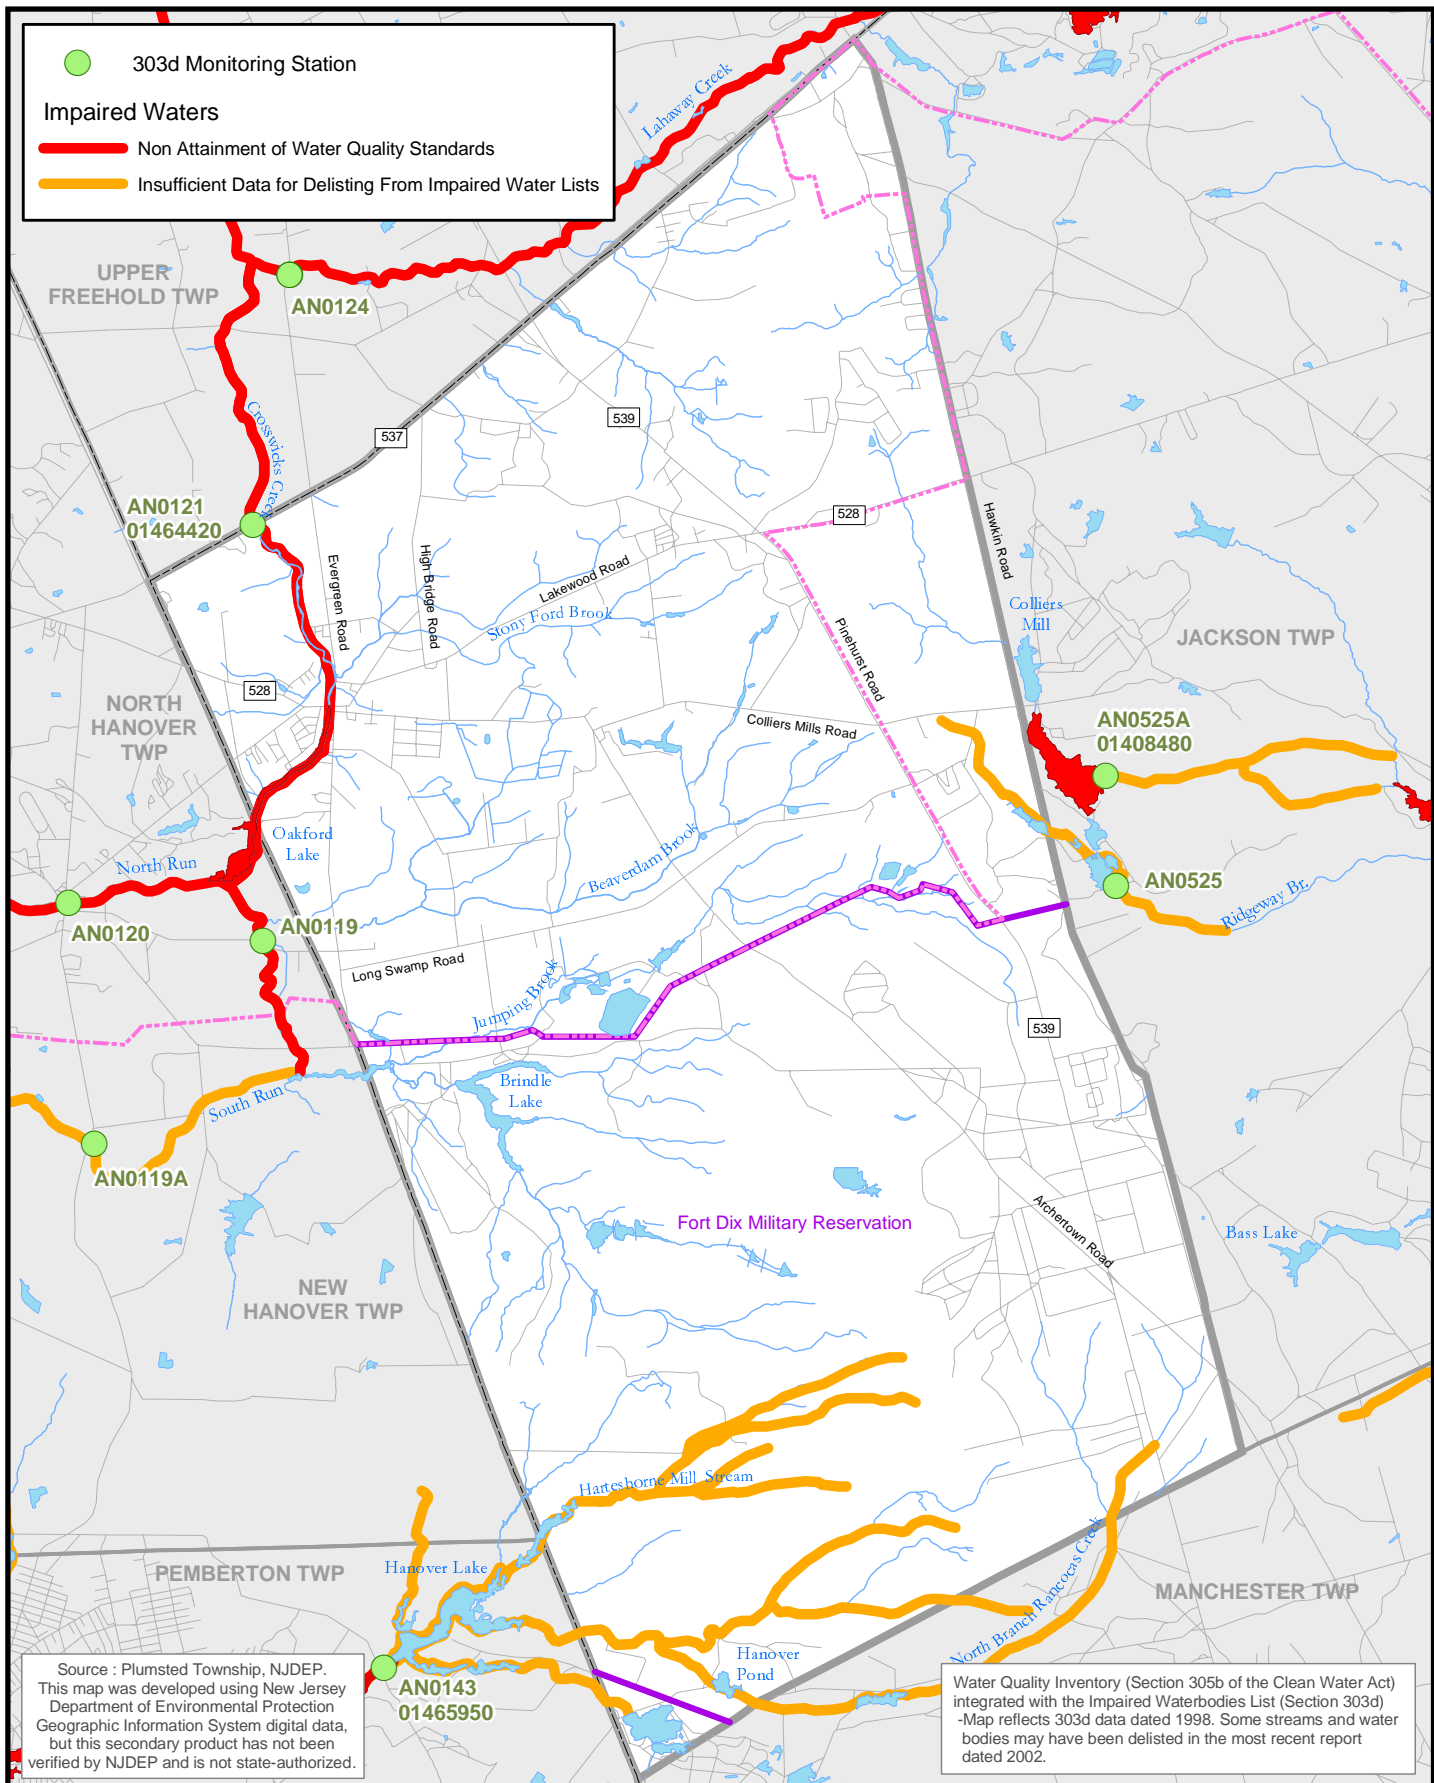 303d Monitoring Station
Impaired Waters
Non Attainment of Water Quality Standards
Insufficient Data for Delisting From Impaired Water Lists
Lahaway Creek
UPPER
FREEHOLD TWP
AN0124
Crosswicks Creek
537
539
AN0121
01464420
528
Hawkin Road
Evergreen Road
High Bridge Road
Lakewood Road
Stony Ford Brook
Colliers
Mill
JACKSON TWP
Pinehurst Road
528
NORTH
HANOVER
TWP
Colliers Mills Road
AN0525A
01408480
Oakford
Lake
North Run
Beaverdam Brook
AN0525
Ridgeway Br.
AN0120
AN0119
Long Swamp Road
Jumping Brook
539
Brindle
Lake
South Run
AN0119A
Archertown Road
Fort Dix Military Reservation
Bass Lake
NEW
HANOVER TWP
Harteshorne Mill Stream
Hanover Lake
PEMBERTON TWP
North Branch Rancocas Creek
MANCHESTER TWP
Hanover
Pond
AN0143
01465950
Source : Plumsted Township, NJDEP.
This map was developed using New Jersey
Department of Environmental Protection
Geographic Information System digital data,
but this secondary product has not been
verified by NJDEP and is not state-authorized.
Water Quality Inventory (Section 305b of the Clean Water Act)
integrated with the Impaired Waterbodies List (Section 303d)
-Map reflects 303d data dated 1998. Some streams and water
bodies may have been delisted in the most recent report
dated 2002.